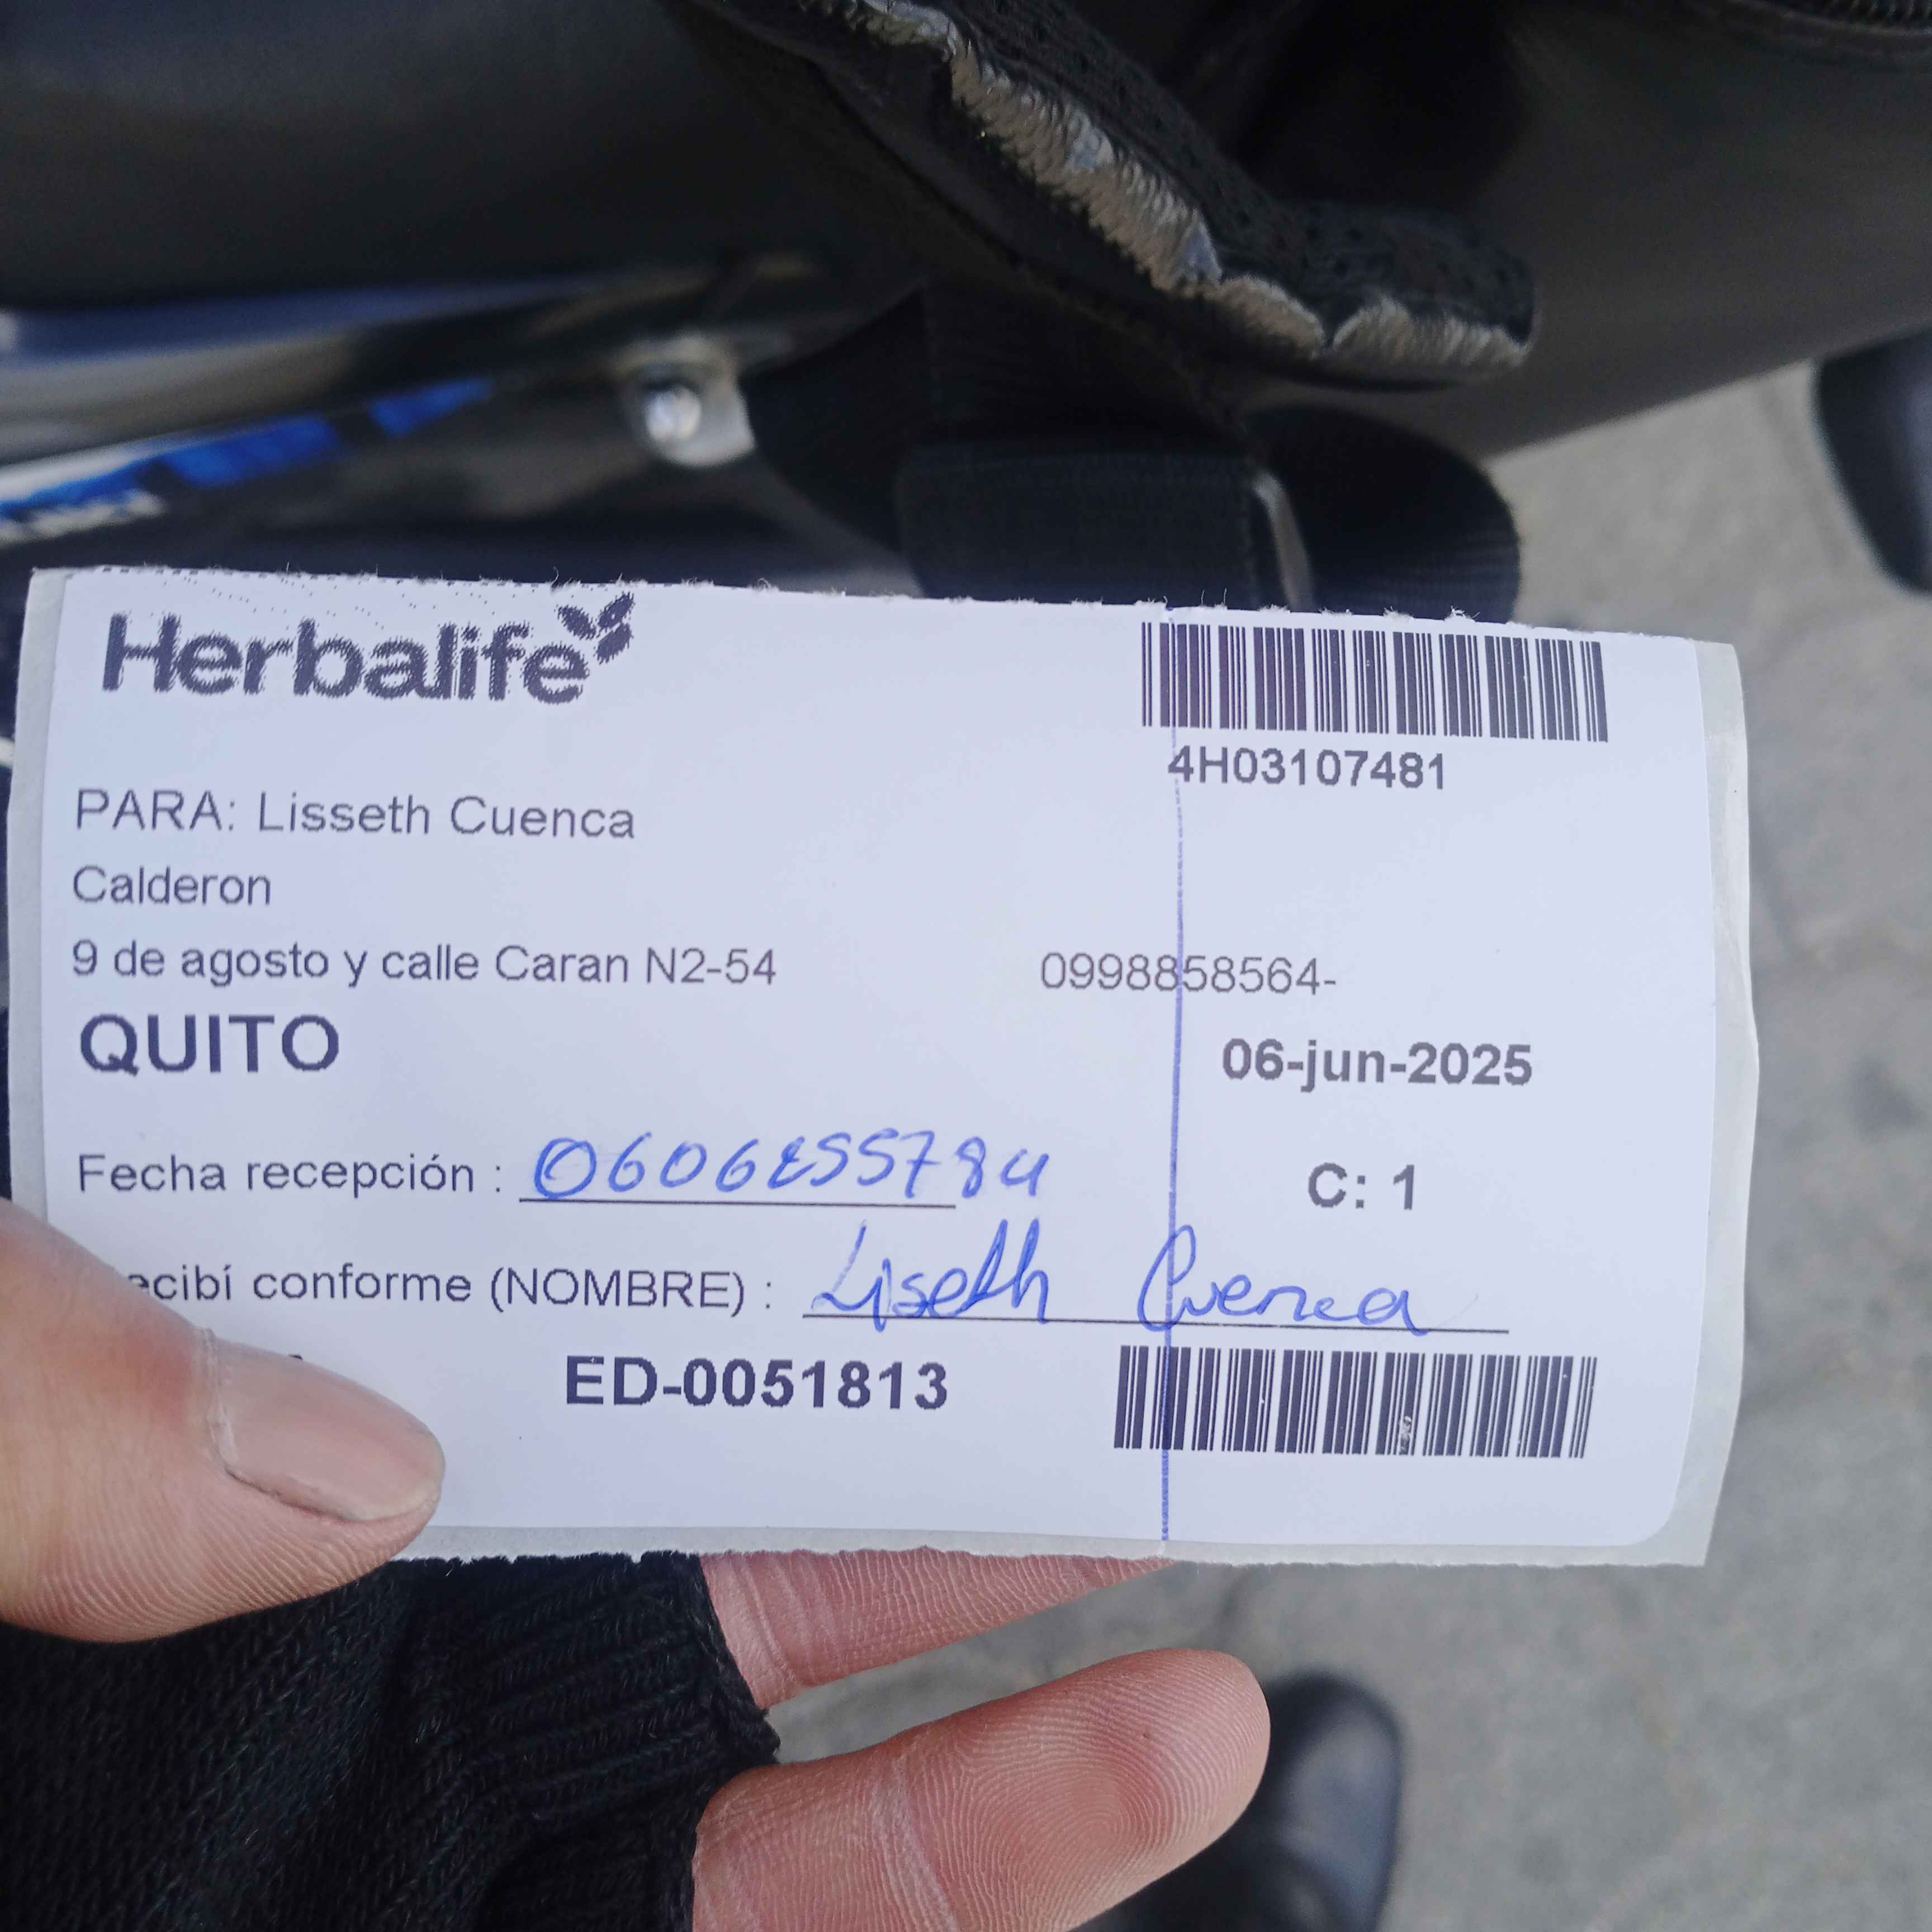 Herbalife
4H03107481
PARA: Lisseth Cuenca
Calderon
9 de agosto y calle Caran N2-54 0998858564-
QUITO
06-jun-2025
Fecha recepción : C: 1
ecibí conforme (NOMBRE) : Liseth Cuenca
ED-0051813